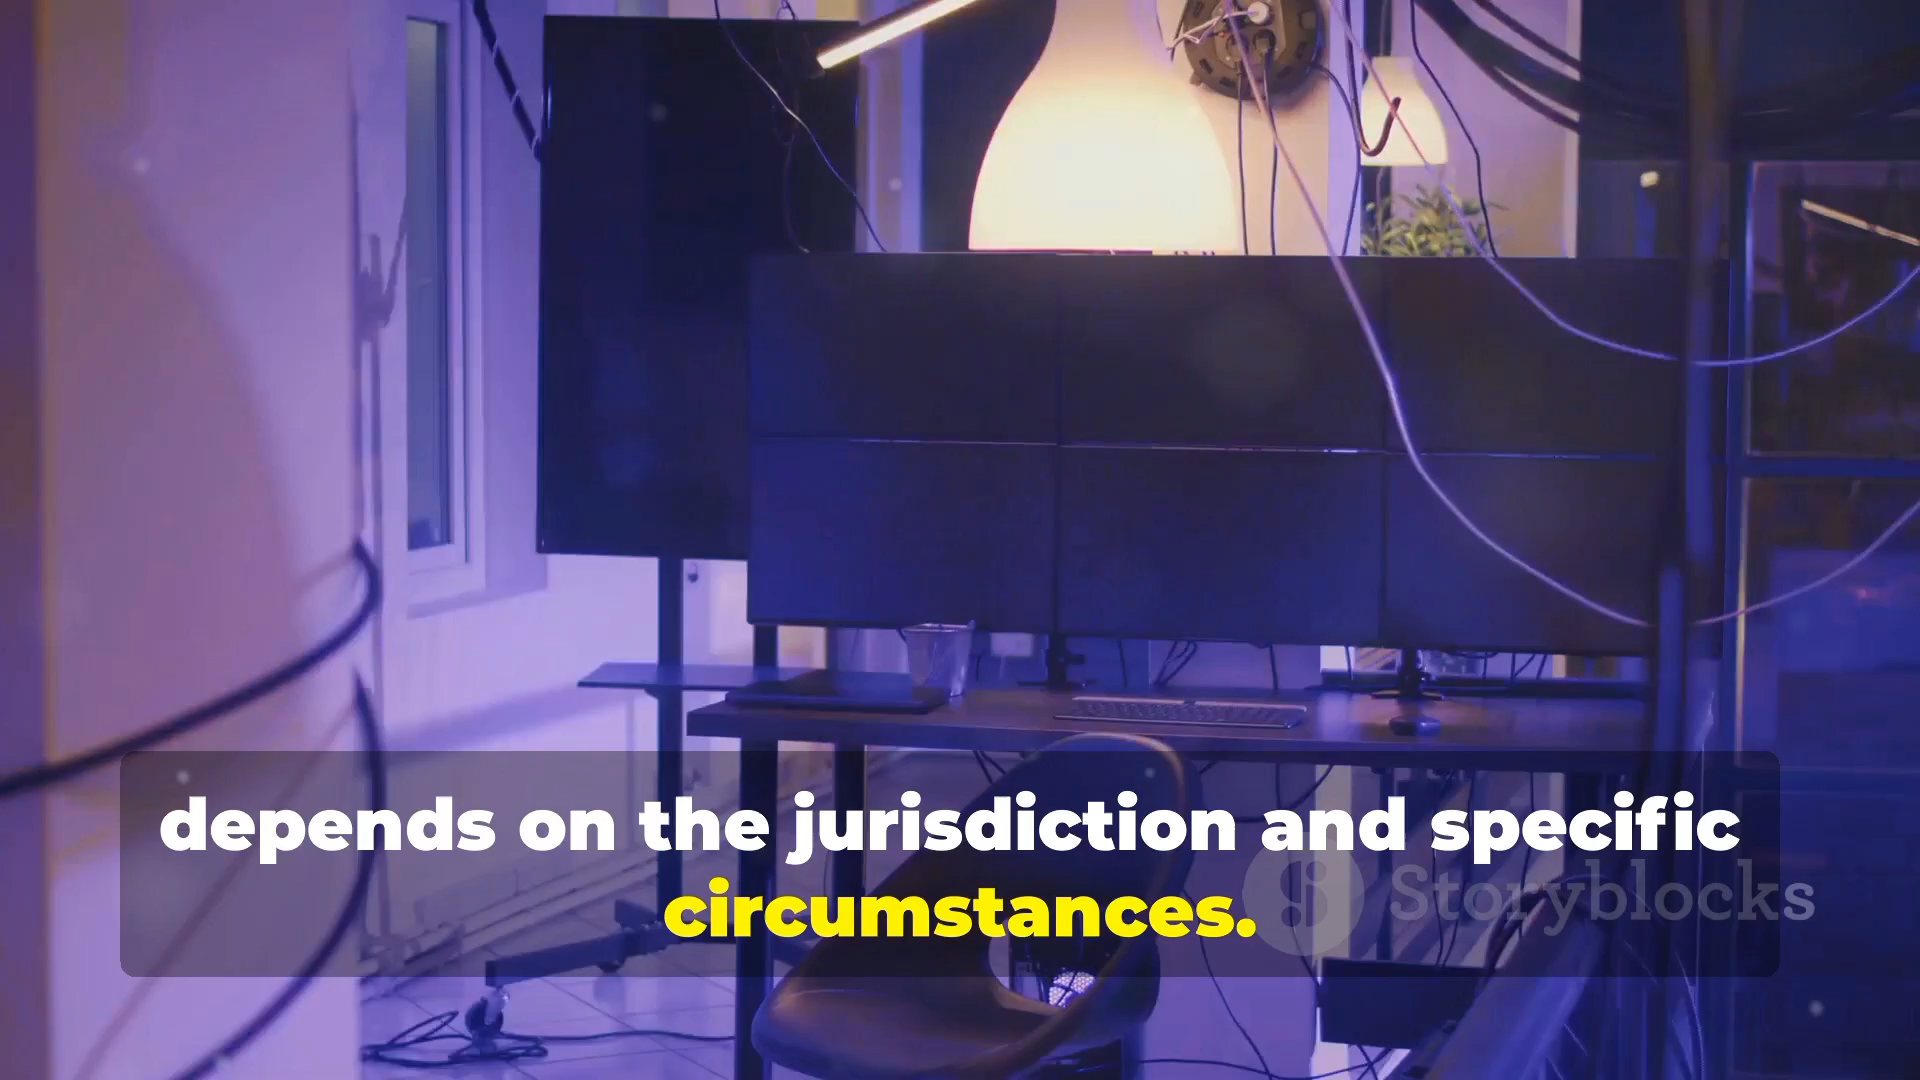 depends on the jurisdiction and specific
circumstances.
Storyblocks